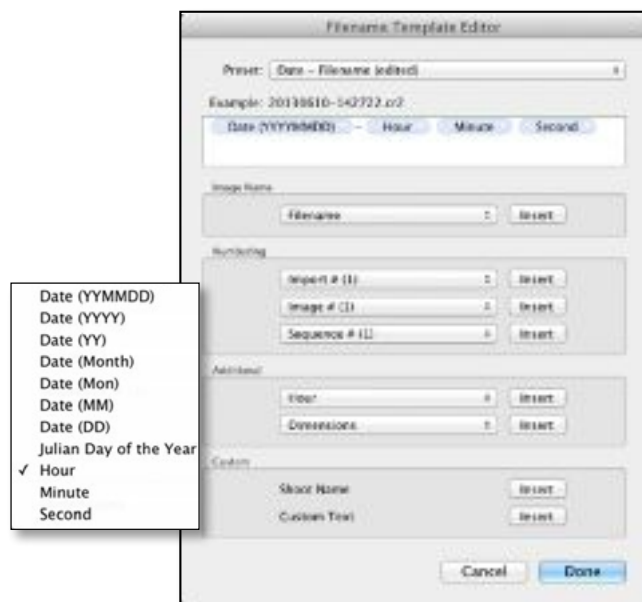 Filename Template Editor
Preset: Date - Filename (edited)
Example: 20130610-142722.cr2
Date (YYYYMMDD) - Hour Minute Second
Image Name
Filename Insert
Numbering
Import # (1) Insert
Image # (1) Insert
Sequence # (1) Insert
Additional
Hour Insert
Dimensions Insert
Custom
Shoot Name Insert
Custom Text Insert
Cancel Done
Date (YYMMDD)
Date (YYYY)
Date (YY)
Date (Month)
Date (Mon)
Date (MM)
Date (DD)
Julian Day of the Year
✓ Hour
Minute
Second